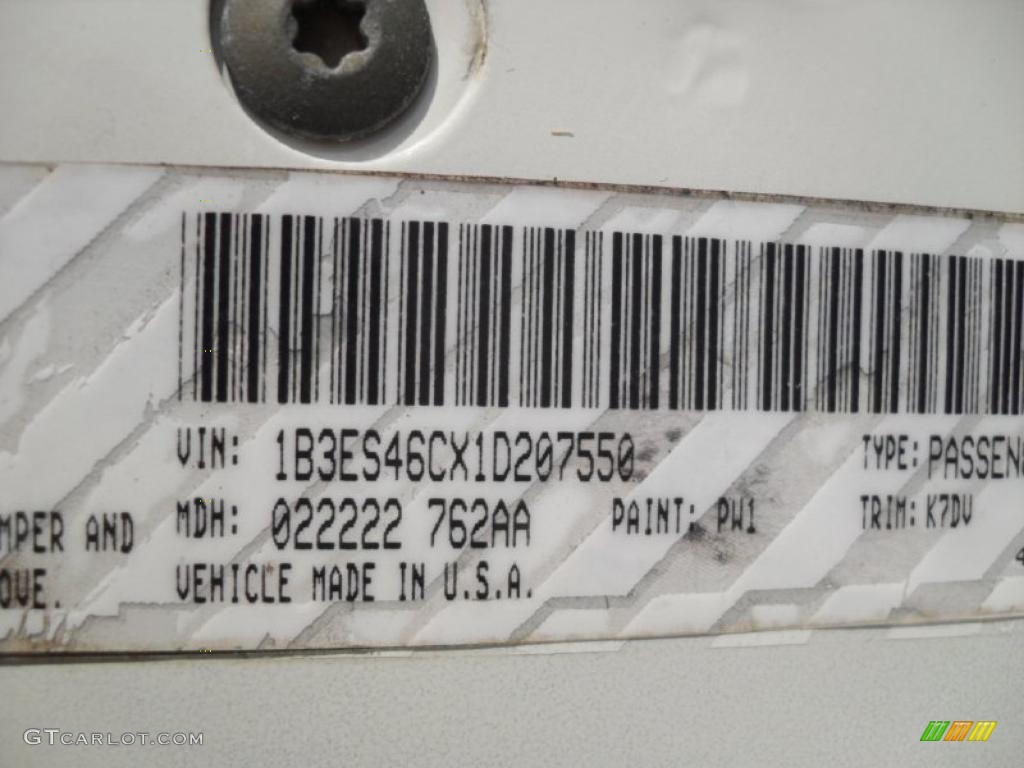 VIN: 1B3ES46CX1D207550 TYPE: PASSEN
MDH: 022222 762AA PAINT: PW1 TRIM: K7DV
MPER AND
VEHICLE MADE IN U.S.A.
OVE.
4
GTCARLOT.COM